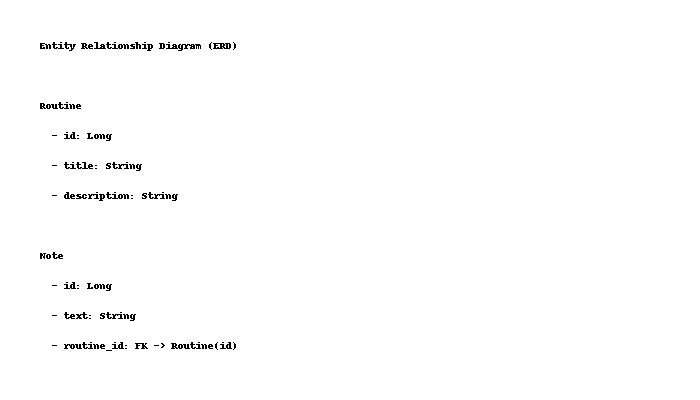 Entity Relationship Diagram (ERD)
Routine
- id: Long
- title: String
- description: String
Note
- id: Long
- text: String
- routine_id: FK -> Routine(id)